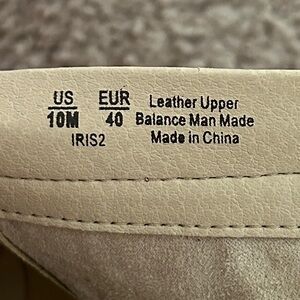 US EUR Leather Upper
10M 40 Balance Man Made
IRIS2 Made in China